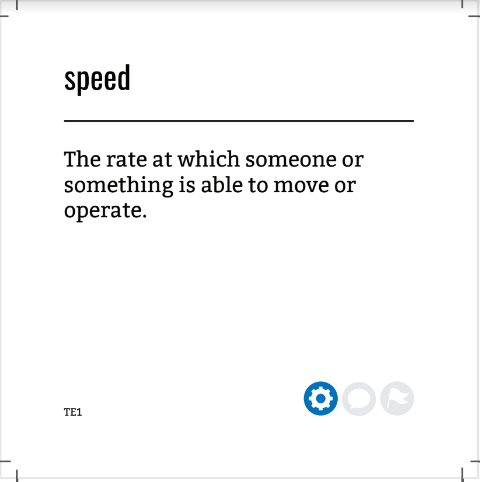 speed
The rate at which someone or
something is able to move or
operate.
TE1